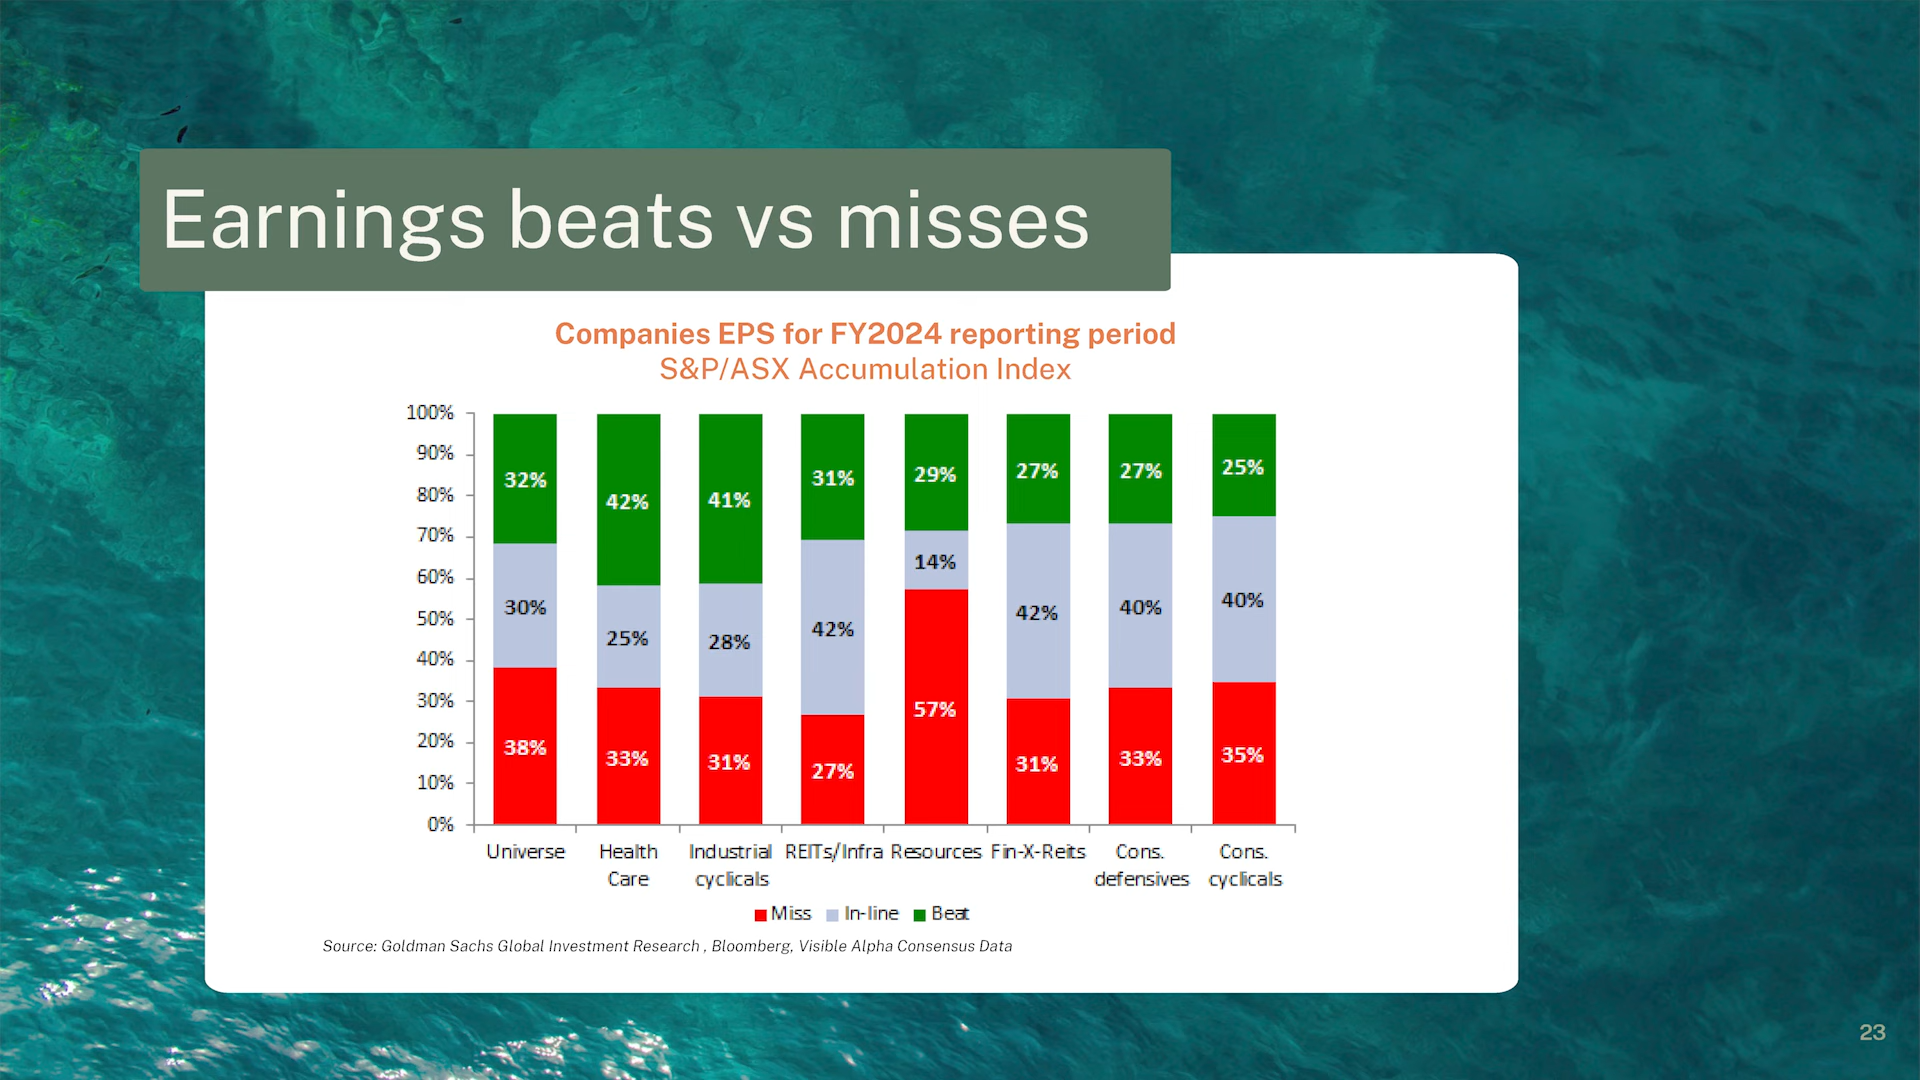 Earnings beats vs misses
Companies EPS for FY2024 reporting period
S&P/ASX Accumulation Index
100%
90%
80%
70%
60%
50%
40%
30%
20%
10%
0%
32% 42% 41% 31% 29% 27% 27% 25%
30% 25% 28% 42% 14% 42% 40% 40%
38% 33% 31% 27% 57% 31% 33% 35%
Universe Health Industrial REITs/Infra Resources Fin-X-Reits Cons. Cons.
Care cyclicals defensives cyclicals
Miss In-line Beat
Source: Goldman Sachs Global Investment Research , Bloomberg, Visible Alpha Consensus Data
23